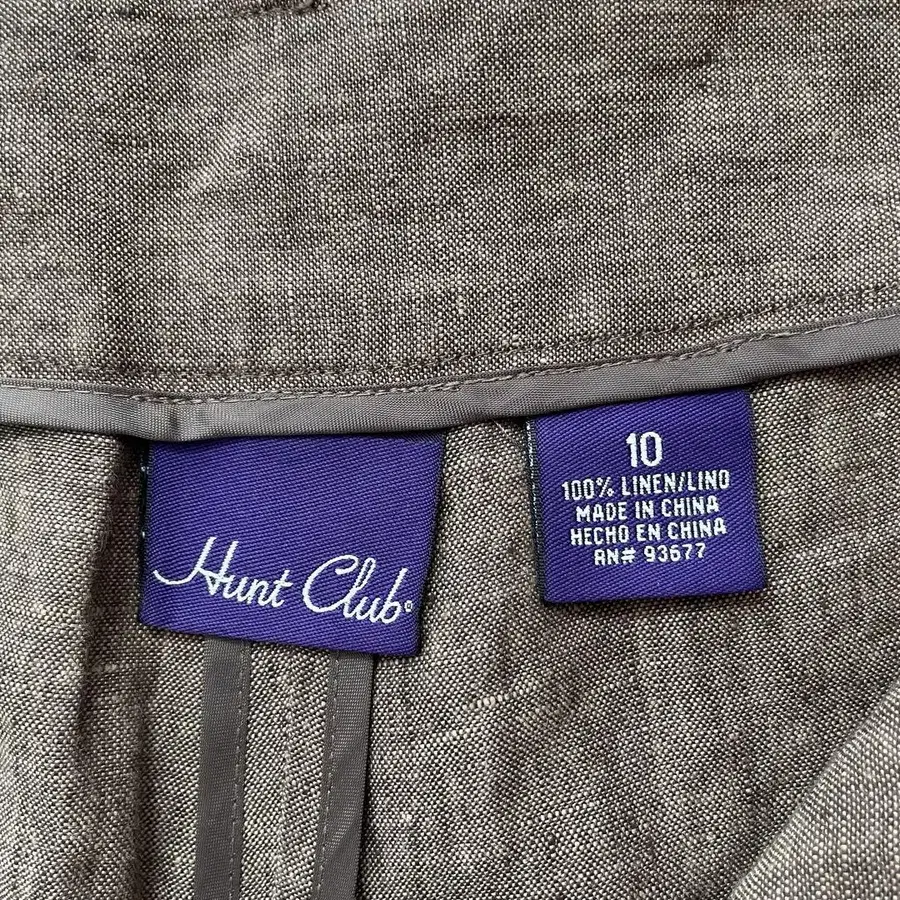 Hunt Club®
10
100% LINEN/LINO
MADE IN CHINA
HECHO EN CHINA
RN# 93677